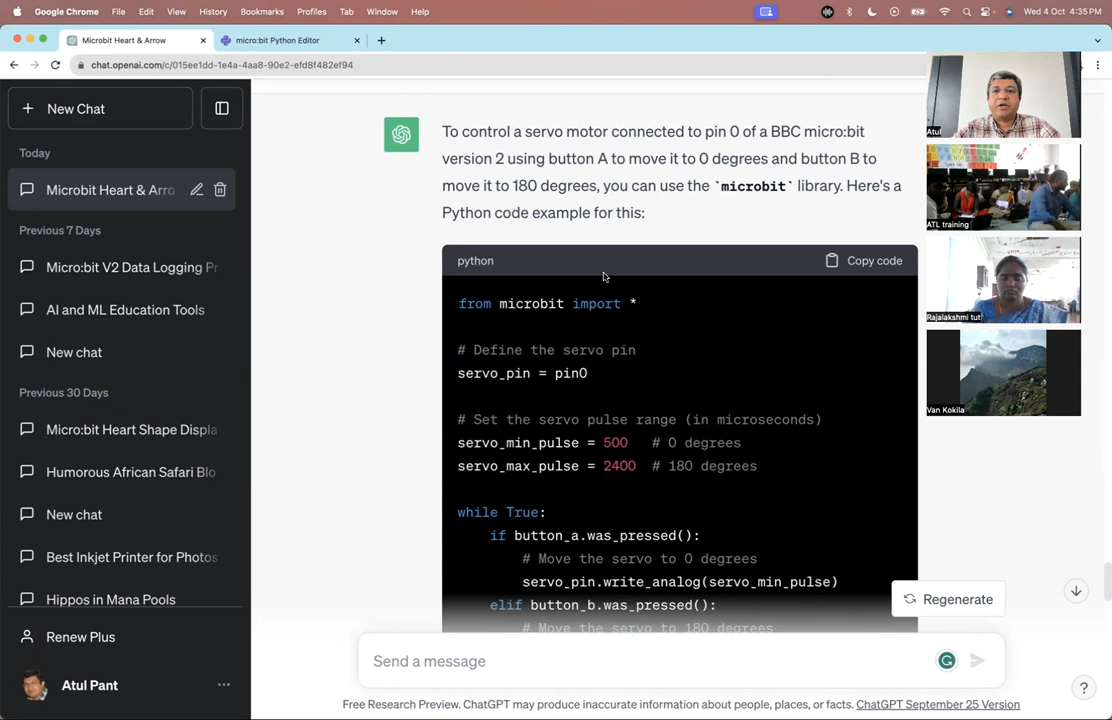 Google Chrome File Edit View History Bookmarks Profiles Tab Window Help Wed 4 Oct 4:35 PM
Microbit Heart & Arrow micro:bit Python Editor
chat.openai.com/c/015ee1dd-1e4a-4aa8-90e2-efd8f482ef94
New Chat
Today
Microbit Heart & Arro
Previous 7 Days
Micro:bit V2 Data Logging Pr
AI and ML Education Tools
New chat
Previous 30 Days
Micro:bit Heart Shape Displa
Humorous African Safari Blo
New chat
Best Inkjet Printer for Photos
Hippos in Mana Pools
Renew Plus
Atul Pant
To control a servo motor connected to pin 0 of a BBC micro:bit
version 2 using button A to move it to 0 degrees and button B to
move it to 180 degrees, you can use the `microbit` library. Here's a
Python code example for this:
python Copy code
from microbit import *
# Define the servo pin
servo_pin = pin0
# Set the servo pulse range (in microseconds)
servo_min_pulse = 500 # 0 degrees
servo_max_pulse = 2400 # 180 degrees
while True:
if button_a.was_pressed():
# Move the servo to 0 degrees
servo_pin.write_analog(servo_min_pulse)
elif button_b.was_pressed():
# Move the servo to 180 degrees
Regenerate
Send a message
Free Research Preview. ChatGPT may produce inaccurate information about people, places, or facts. ChatGPT September 25 Version
?
Atul
ATL training
Rajalakshmi tut
Van Kokila